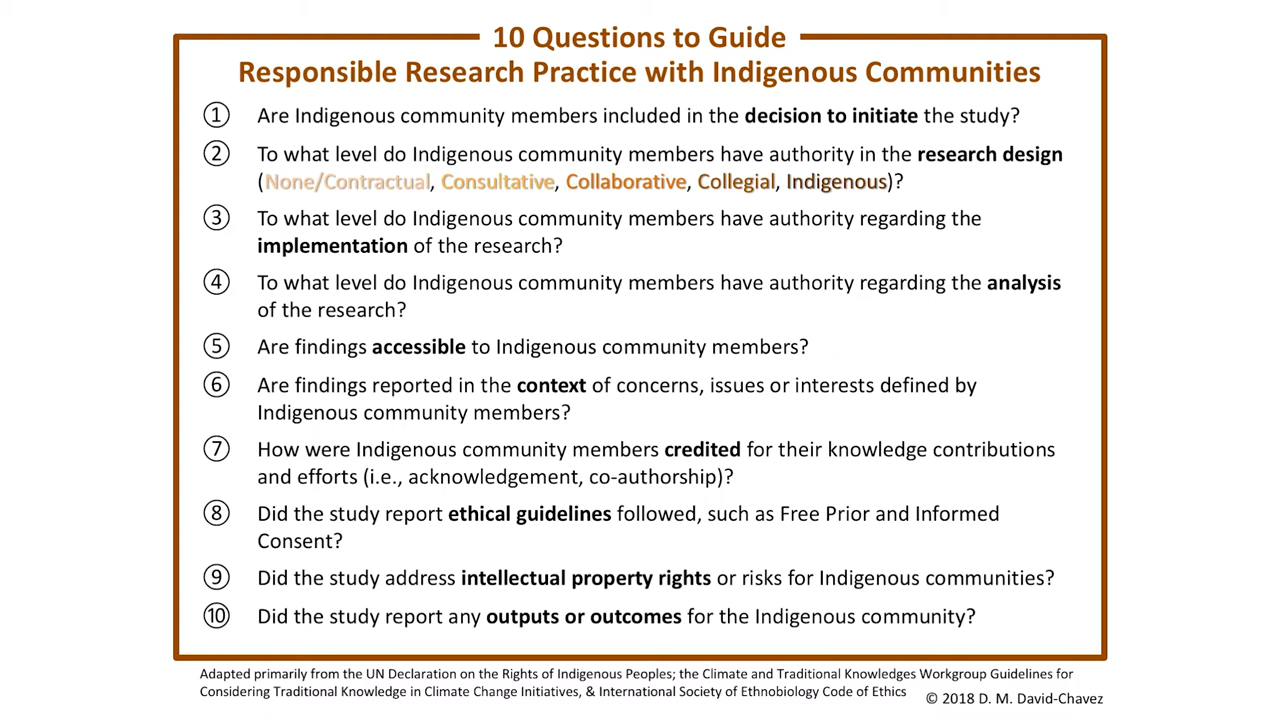 10 Questions to Guide
Responsible Research Practice with Indigenous Communities
① Are Indigenous community members included in the decision to initiate the study?
② To what level do Indigenous community members have authority in the research design
(None/Contractual, Consultative, Collaborative, Collegial, Indigenous)?
③ To what level do Indigenous community members have authority regarding the
implementation of the research?
④ To what level do Indigenous community members have authority regarding the analysis
of the research?
⑤ Are findings accessible to Indigenous community members?
⑥ Are findings reported in the context of concerns, issues or interests defined by
Indigenous community members?
⑦ How were Indigenous community members credited for their knowledge contributions
and efforts (i.e., acknowledgement, co-authorship)?
⑧ Did the study report ethical guidelines followed, such as Free Prior and Informed
Consent?
⑨ Did the study address intellectual property rights or risks for Indigenous communities?
⑩ Did the study report any outputs or outcomes for the Indigenous community?
Adapted primarily from the UN Declaration on the Rights of Indigenous Peoples; the Climate and Traditional Knowledges Workgroup Guidelines for
Considering Traditional Knowledge in Climate Change Initiatives, & International Society of Ethnobiology Code of Ethics
© 2018 D. M. David-Chavez